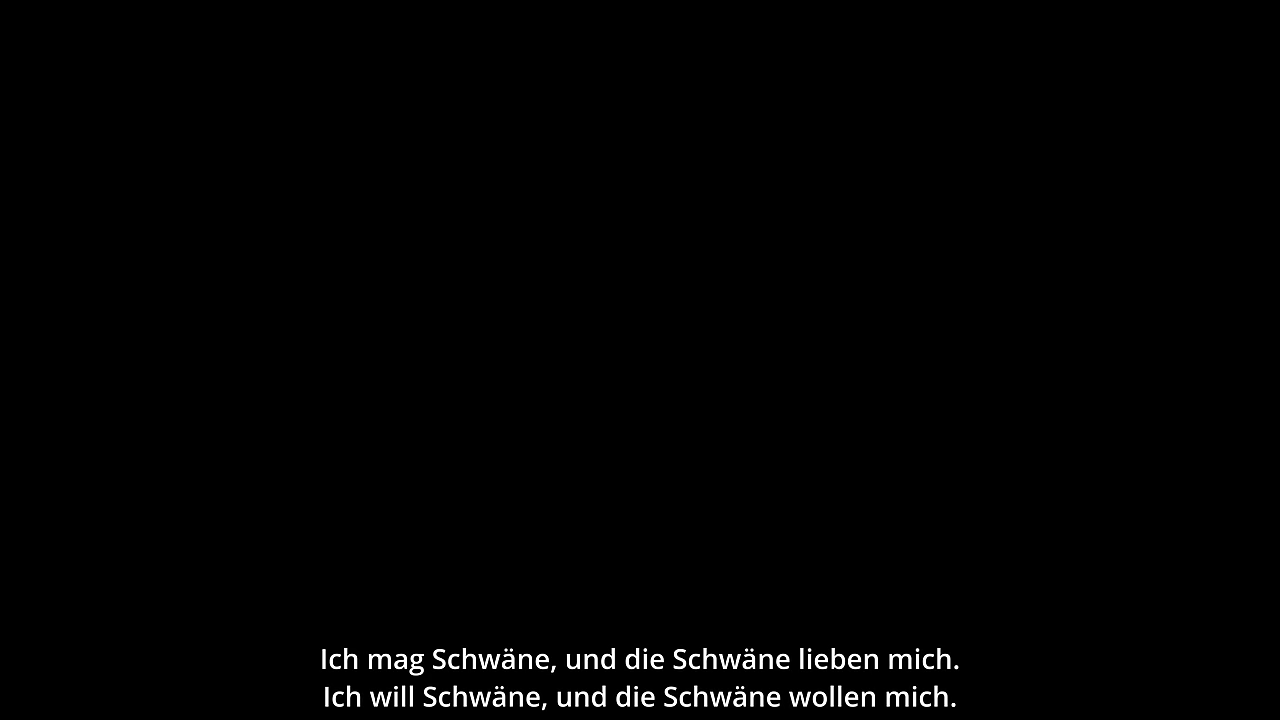 Ich mag Schwäne, und die Schwäne lieben mich.
Ich will Schwäne, und die Schwäne wollen mich.